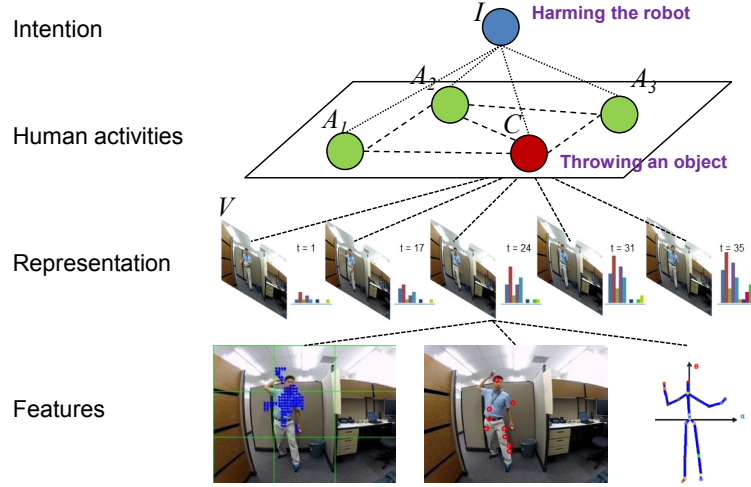 Intention
I
Harming the robot
A2
A3
Human activities
A1
C
Throwing an object
V
Representation
t = 1
t = 17
t = 24
t = 31
t = 35
Features
θ
α